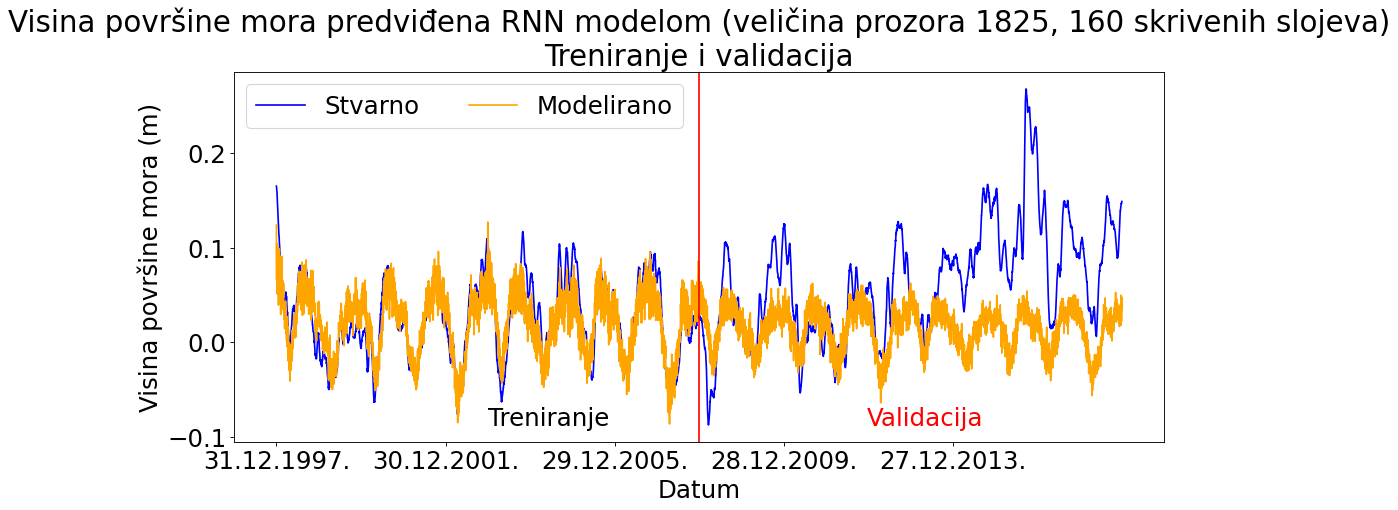 Visina površine mora predviđena RNN modelom (veličina prozora 1825, 160 skrivenih slojeva)
Treniranje i validacija
Stvarno
Modelirano
Visina površine mora (m)
0.2
0.1
0.0
−0.1
Treniranje
Validacija
31.12.1997.
30.12.2001.
29.12.2005.
28.12.2009.
27.12.2013.
Datum